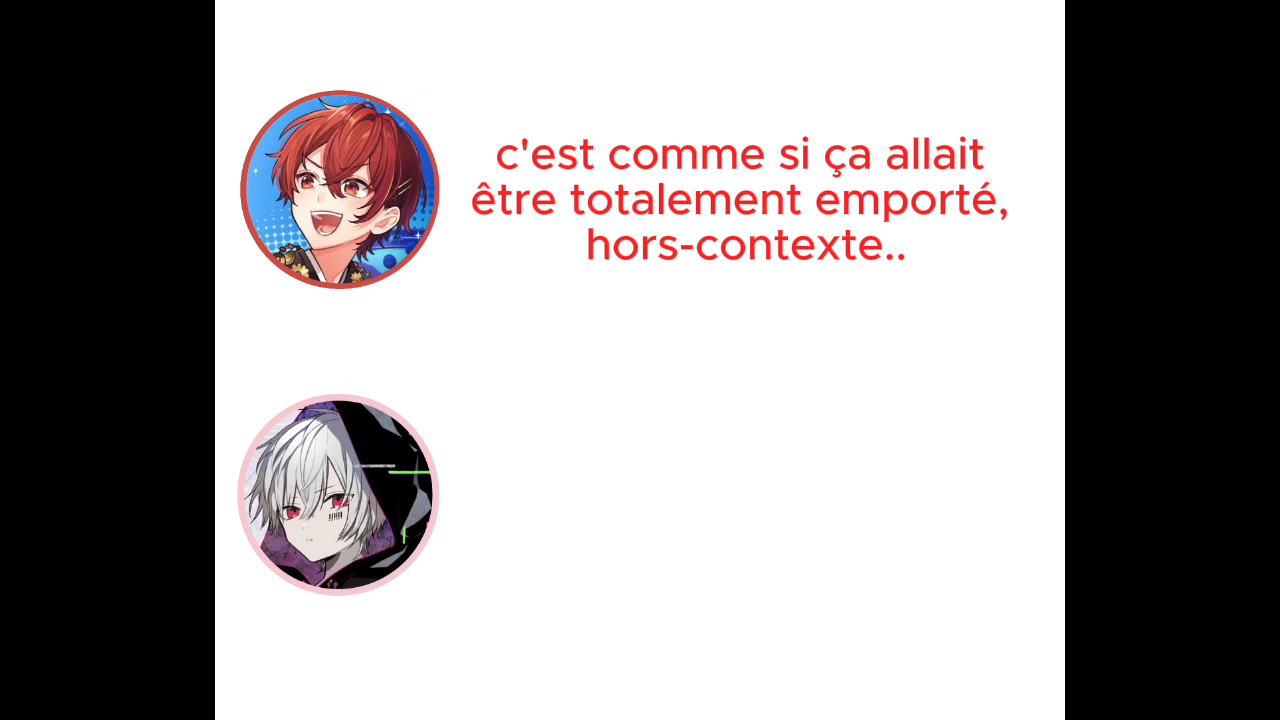 c'est comme si ça allait
être totalement emporté,
hors-contexte..